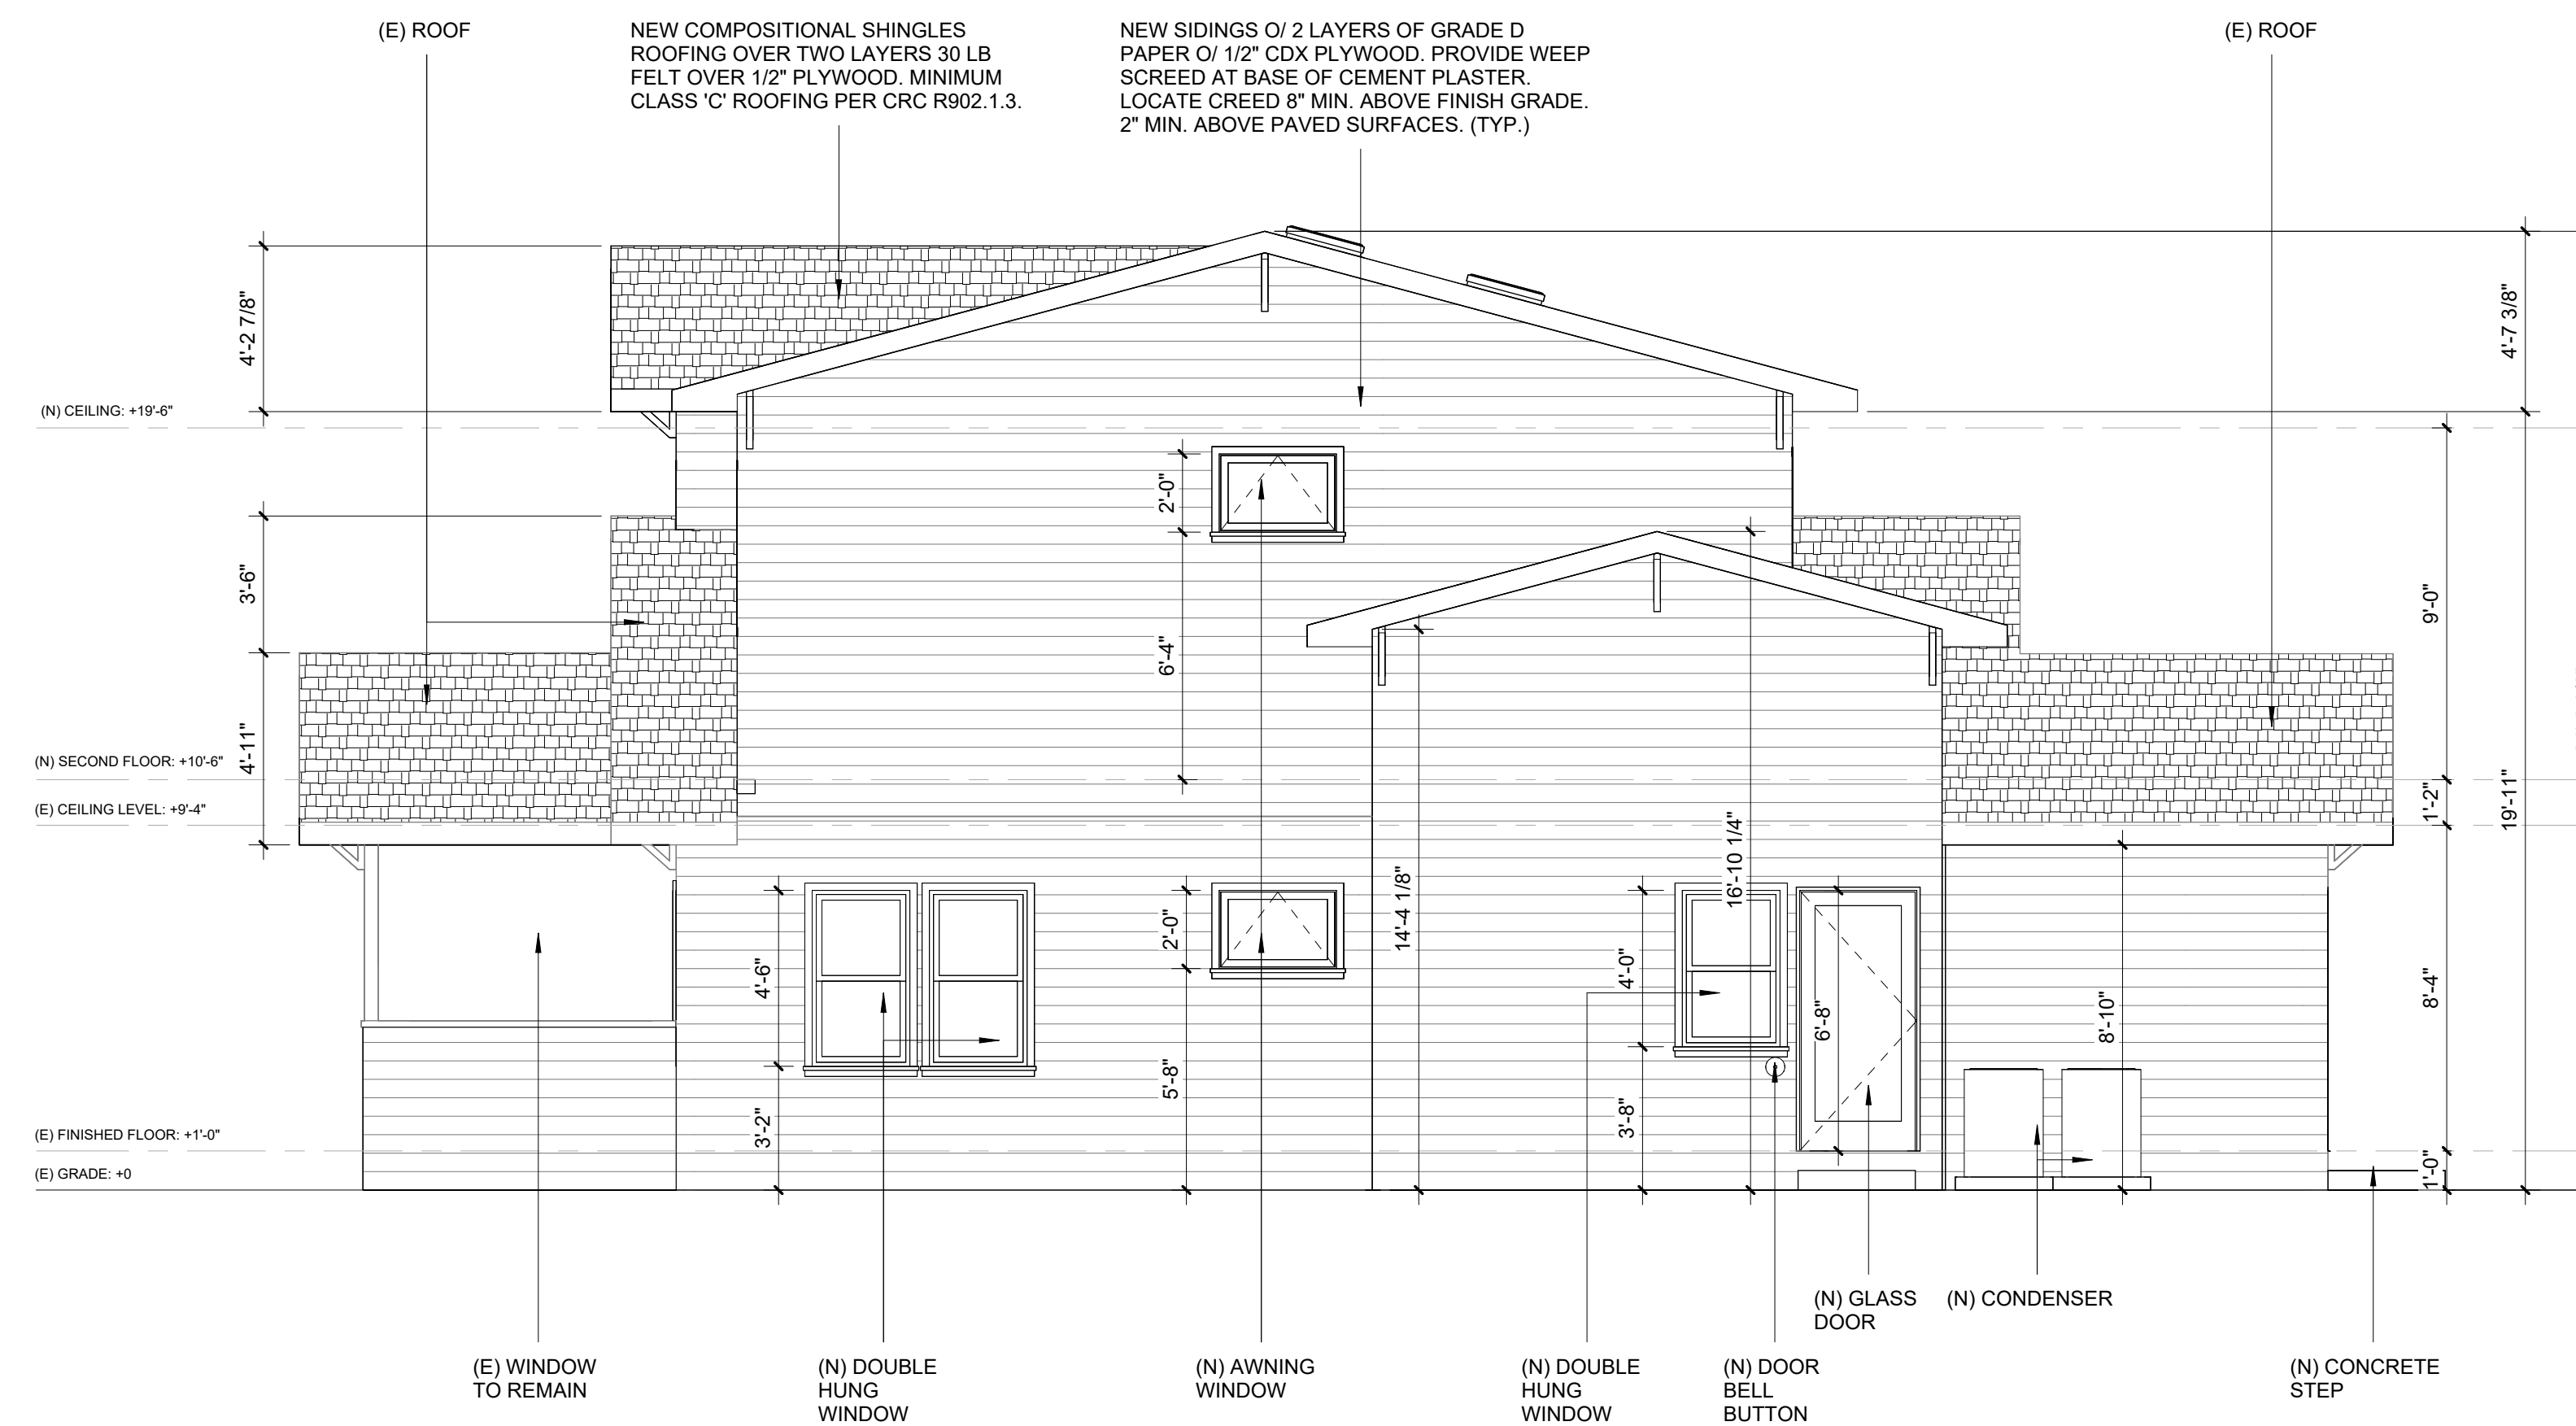 (E) ROOF
NEW COMPOSITIONAL SHINGLES
ROOFING OVER TWO LAYERS 30 LB
FELT OVER 1/2" PLYWOOD. MINIMUM
CLASS 'C' ROOFING PER CRC R902.1.3.
NEW SIDINGS O/ 2 LAYERS OF GRADE D
PAPER O/ 1/2" CDX PLYWOOD. PROVIDE WEEP
SCREED AT BASE OF CEMENT PLASTER.
LOCATE CREED 8" MIN. ABOVE FINISH GRADE.
2" MIN. ABOVE PAVED SURFACES. (TYP.)
(E) ROOF
4'-2 7/8"
4'-7 3/8"
(N) CEILING: +19'-6"
2'-0"
3'-6"
9'-0"
6'-4"
4'-11"
(N) SECOND FLOOR: +10'-6"
(E) CEILING LEVEL: +9'-4"
1'-2"
19'-11"
16'-10 1/4"
14'-4 1/8"
4'-6"
2'-0"
4'-0"
6'-8"
8'-10"
8'-4"
5'-8"
3'-2"
3'-8"
(E) FINISHED FLOOR: +1'-0"
(E) GRADE: +0
1'-0"
(N) GLASS
DOOR
(N) CONDENSER
(E) WINDOW
TO REMAIN
(N) DOUBLE
HUNG
WINDOW
(N) AWNING
WINDOW
(N) DOUBLE
HUNG
WINDOW
(N) DOOR
BELL
BUTTON
(N) CONCRETE
STEP